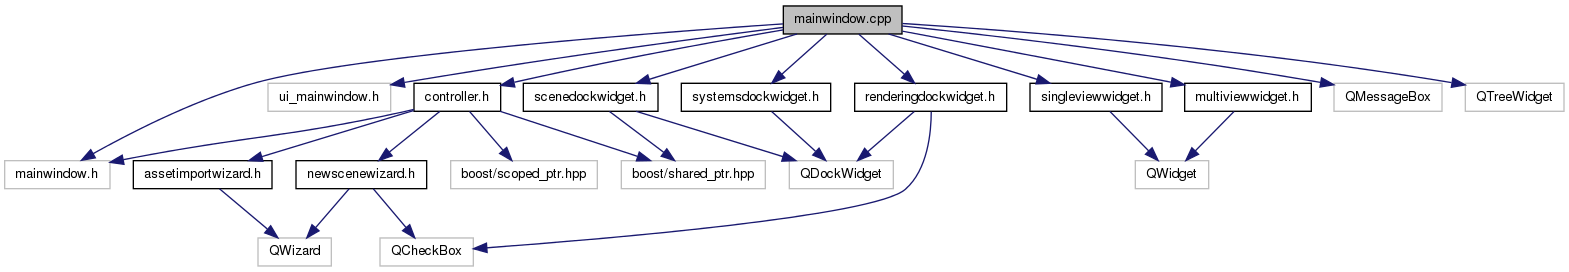 mainwindow.cpp
ui_mainwindow.h
controller.h
scenedockwidget.h
systemsdockwidget.h
renderingdockwidget.h
singleviewwidget.h
multiviewwidget.h
QMessageBox
QTreeWidget
mainwindow.h
assetimportwizard.h
newscenewizard.h
boost/scoped_ptr.hpp
boost/shared_ptr.hpp
QDockWidget
QWidget
QWizard
QCheckBox